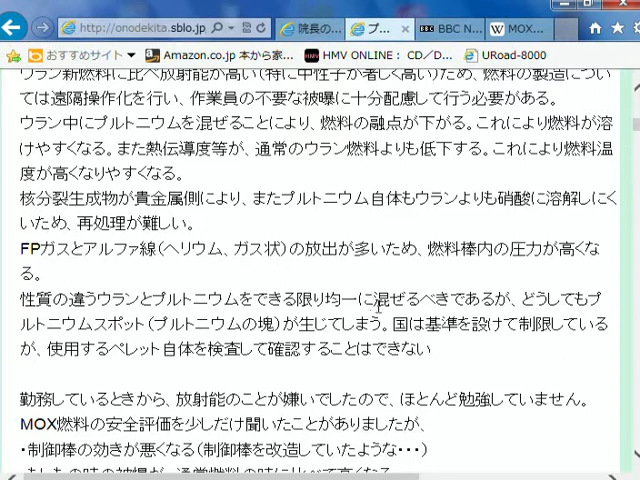 http://onodekita.sblo.jp
院長の
プ...
BBC N...
MOX...
おすすめサイト
Amazon.co.jp 本から家...
HMV ONLINE： CD／D...
URoad-8000
ウラン新燃料に比べ放射能が高い（特に中性子が著しく高い）ため、燃料の製造につい
ては遠隔操作化を行い、作業員の不要な被曝に十分配慮して行う必要がある。
ウラン中にプルトニウムを混ぜることにより、燃料の融点が下がる。これにより燃料が溶
けやすくなる。また熱伝導度等が、通常のウラン燃料よりも低下する。これにより燃料温
度が高くなりやすくなる。
核分裂生成物が貴金属側により、またプルトニウム自体もウランよりも硝酸に溶解しにく
いため、再処理が難しい。
FPガスとアルファ線（ヘリウム、ガス状）の放出が多いため、燃料棒内の圧力が高くな
る。
性質の違うウランとプルトニウムをできる限り均一に混ぜるべきであるが、どうしてもプ
ルトニウムスポット（プルトニウムの塊）が生じてしまう。国は基準を設けて制限している
が、使用するペレット自体を検査して確認することはできない
勤務しているときから、放射能のことが嫌いでしたので、ほとんど勉強していません。
MOX燃料の安全評価を少しだけ聞いたことがありましたが、
・制御棒の効きが悪くなる（制御棒を改造していたような・・・）
・もしもの時の被爆が、通常燃料の時に比べて高くなる